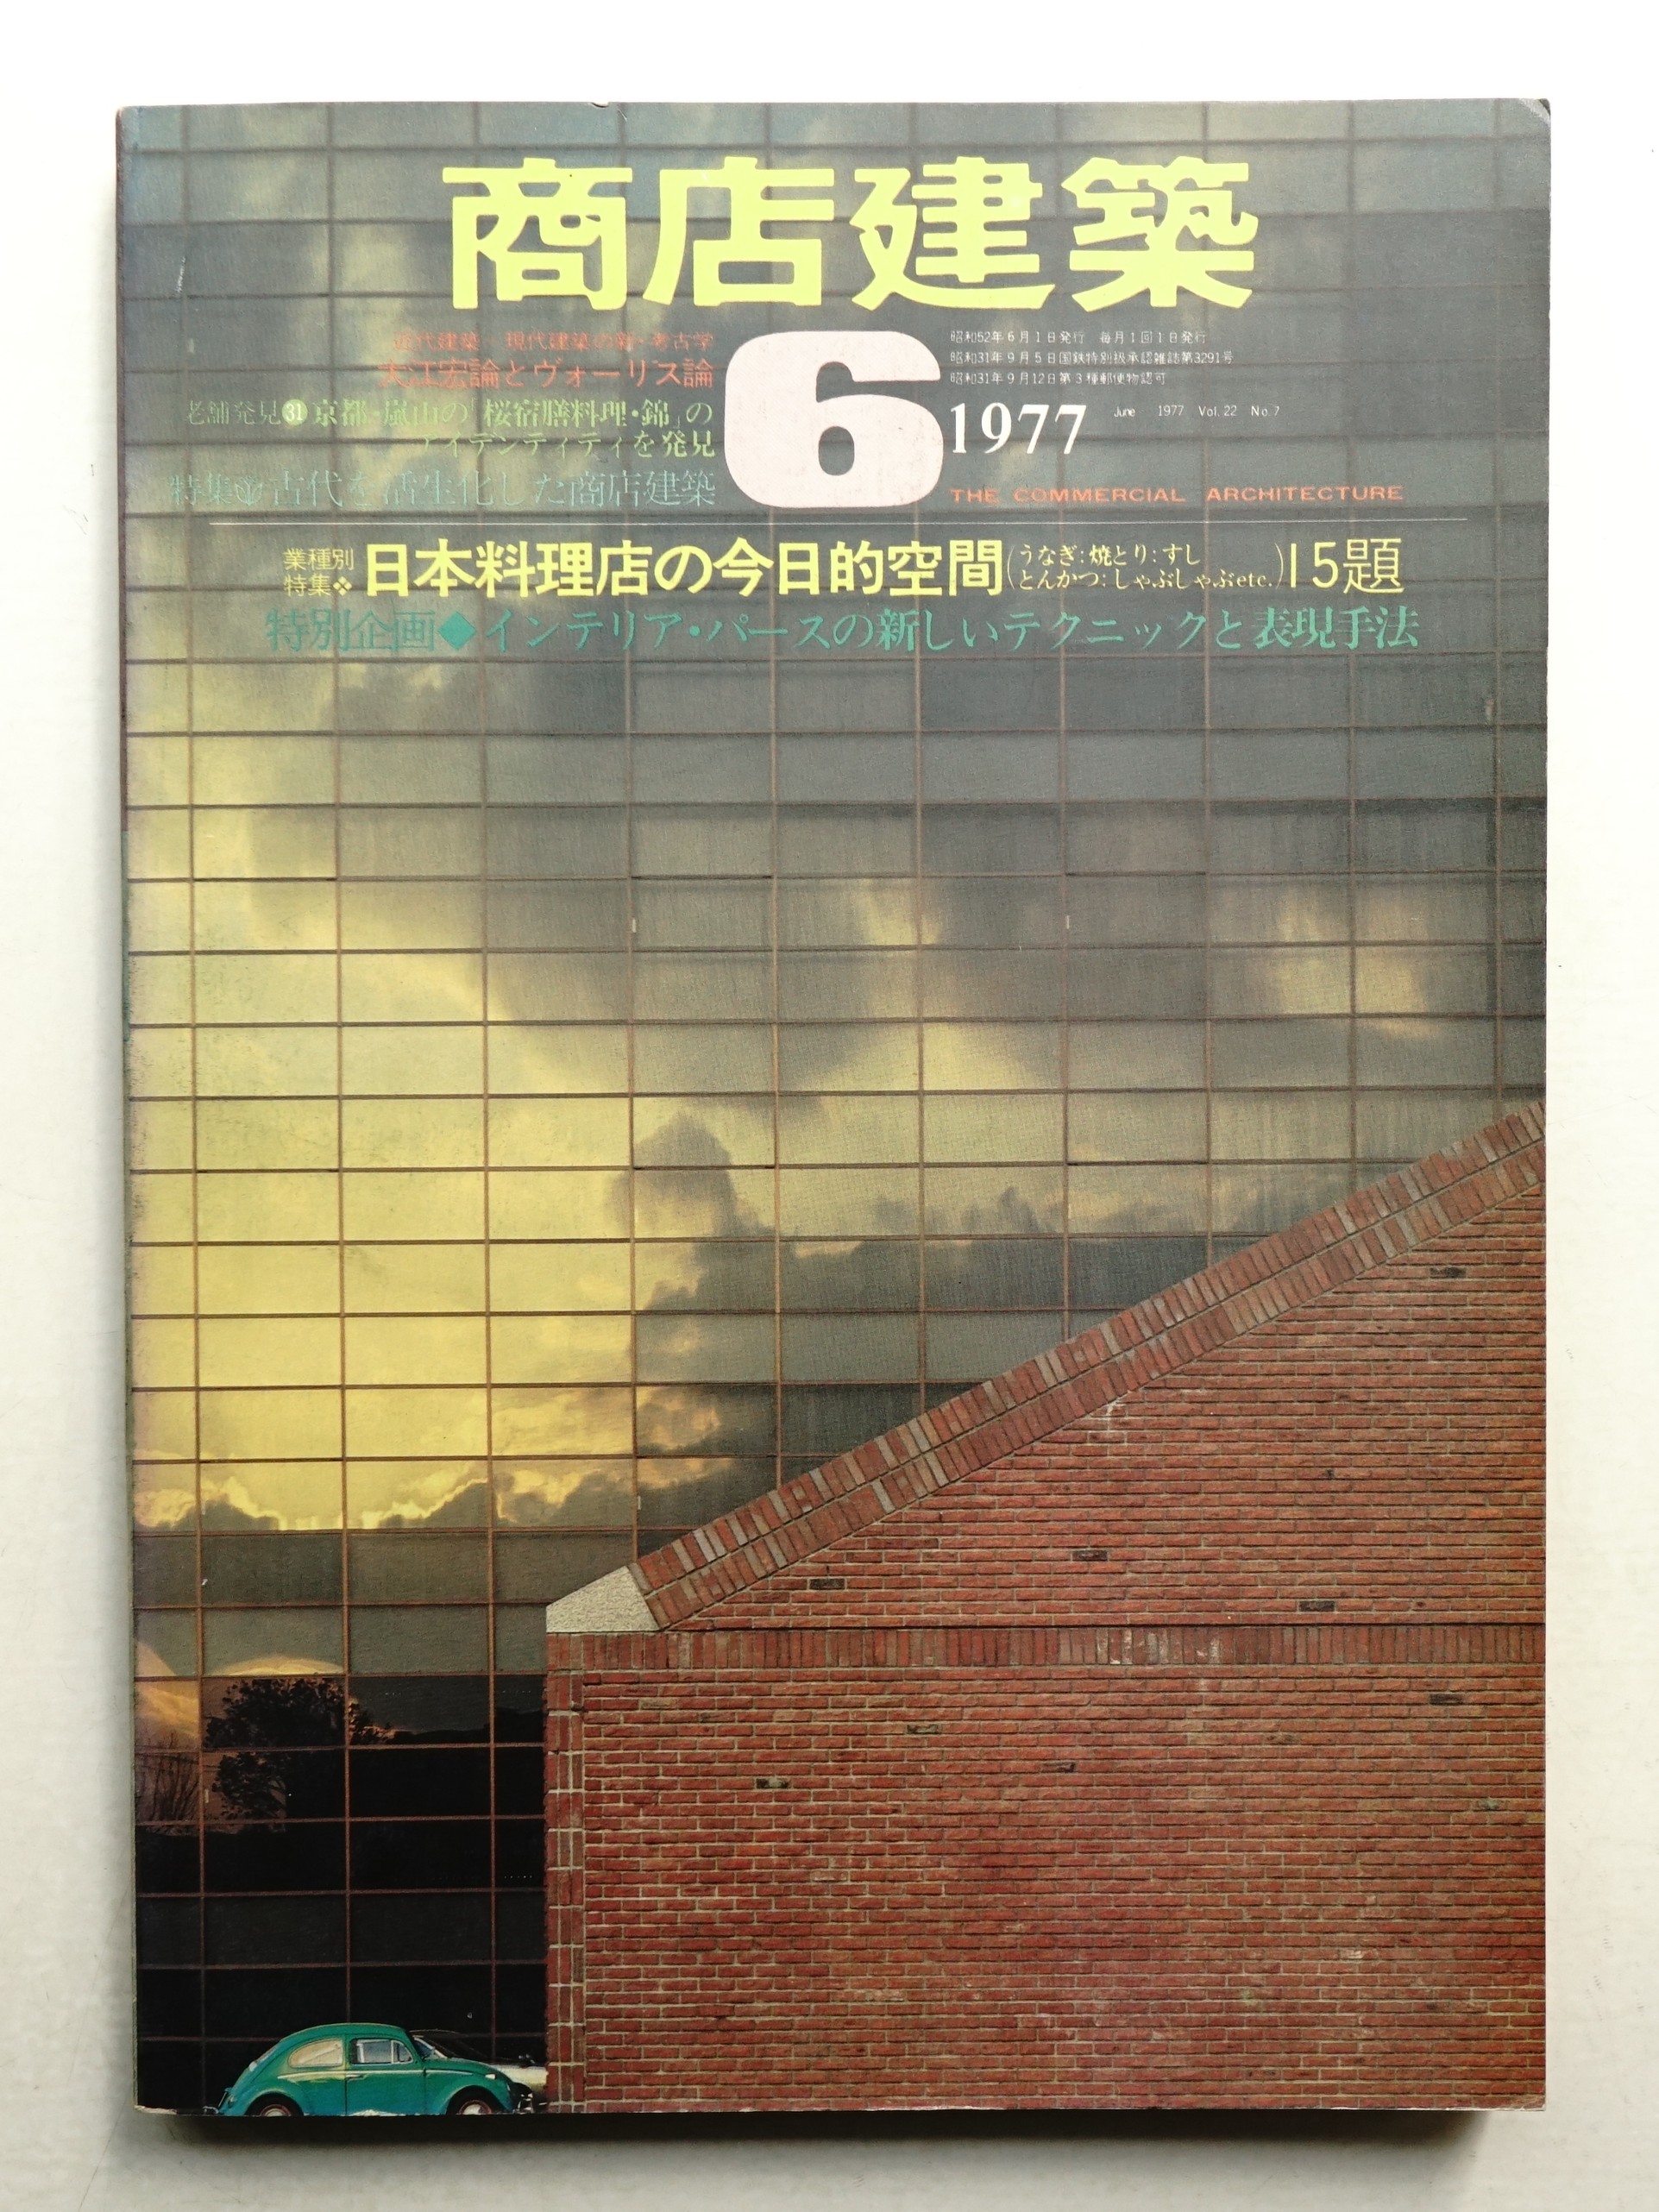 商店建築
近代建築・現代建築の新・考古学
大江宏論とヴォーリス論
老舗発見㉛京都・嵐山の「桜宿膳料理・錦」の
アイデンティティを発見
特集 古代を活生化した商店建築
6
昭和52年6月1日発行 毎月1回1日発行
昭和31年9月5日国鉄特別扱承認雑誌第3291号
昭和31年9月12日第3種郵便物認可
1977 June 1977 Vol.22 No.7
THE COMMERCIAL ARCHITECTURE
業種別
特集❖日本料理店の今日的空間(うなぎ:焼とり:すし
とんかつ:しゃぶしゃぶetc.)15題
特別企画◆インテリア・パースの新しいテクニックと表現手法